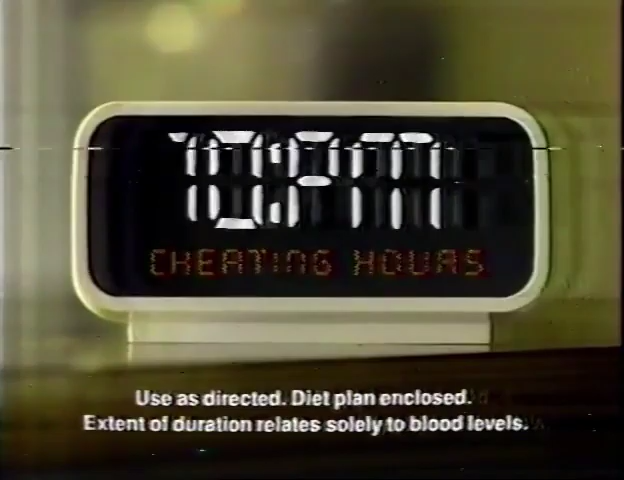 10PM
CHEATING HOURS
Use as directed. Diet plan enclosed.
Extent of duration relates solely to blood levels.